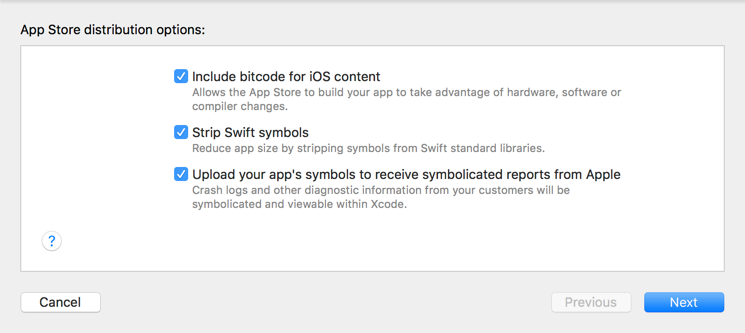 App Store distribution options:
Include bitcode for iOS content
Allows the App Store to build your app to take advantage of hardware, software or
compiler changes.
Strip Swift symbols
Reduce app size by stripping symbols from Swift standard libraries.
Upload your app's symbols to receive symbolicated reports from Apple
Crash logs and other diagnostic information from your customers will be
symbolicated and viewable within Xcode.
?
Cancel
Previous
Next